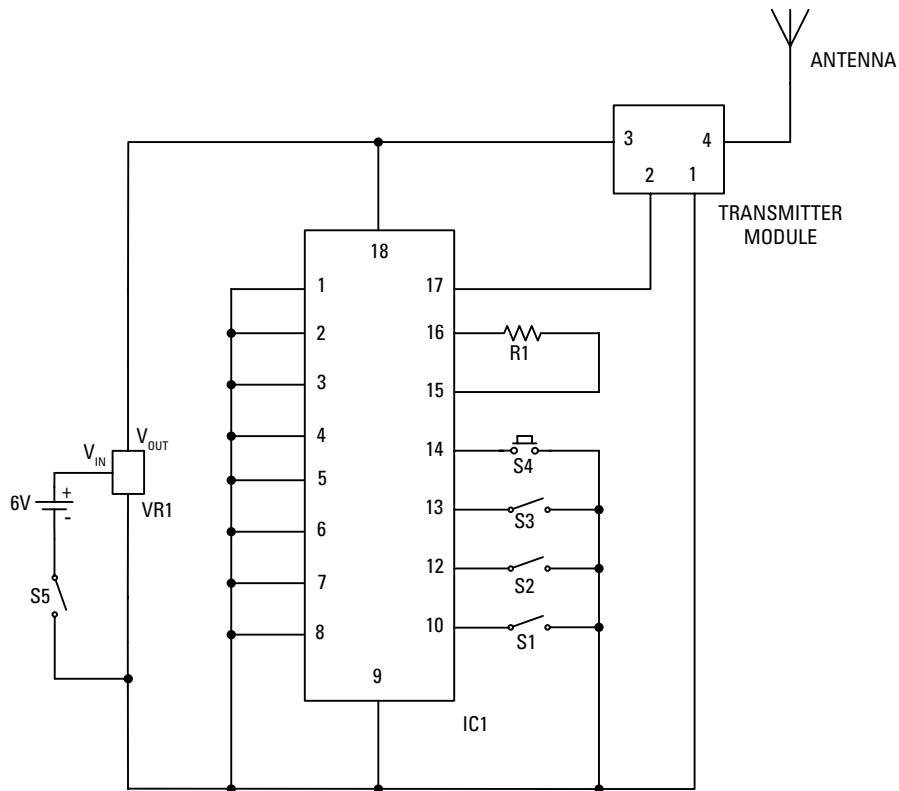 ANTENNA
3
4
2
1
TRANSMITTER
MODULE
18
1
17
2
16
R1
3
15
4
14
S4
V OUT
V IN
5
6V
+
-
VR1
13
S3
6
12
S2
7
S5
10
S1
8
9
IC1